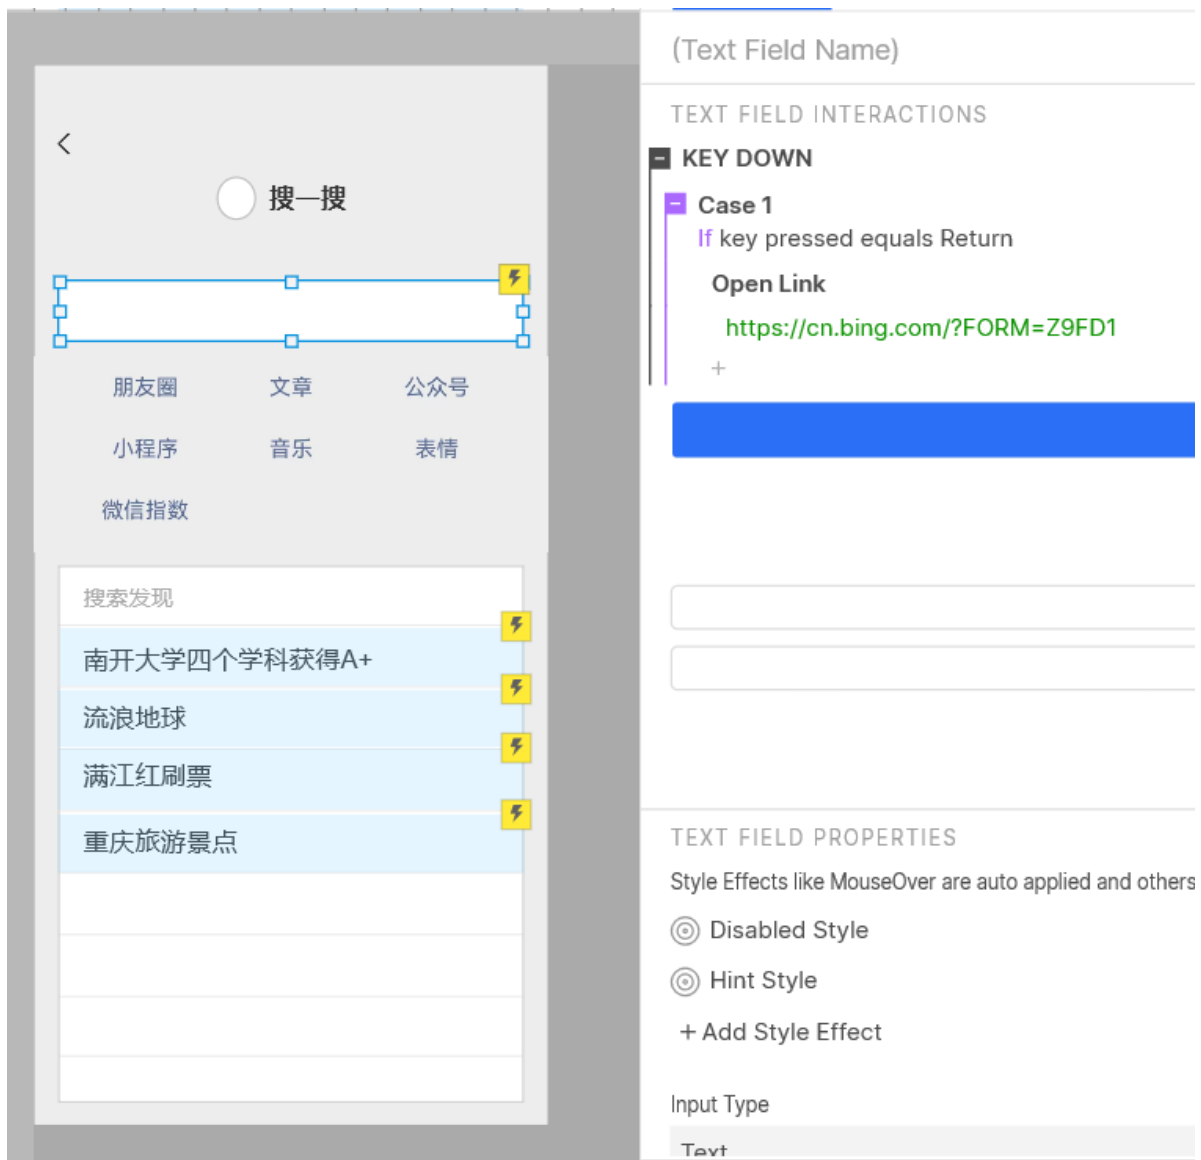 搜一搜
朋友圈 文章 公众号
小程序 音乐 表情
微信指数
搜索发现
南开大学四个学科获得A+
流浪地球
满江红刷票
重庆旅游景点
(Text Field Name)
TEXT FIELD INTERACTIONS
KEY DOWN
Case 1
If key pressed equals Return
Open Link
https://cn.bing.com/?FORM=Z9FD1
+
TEXT FIELD PROPERTIES
Style Effects like MouseOver are auto applied and others
Disabled Style
Hint Style
+ Add Style Effect
Input Type
Text